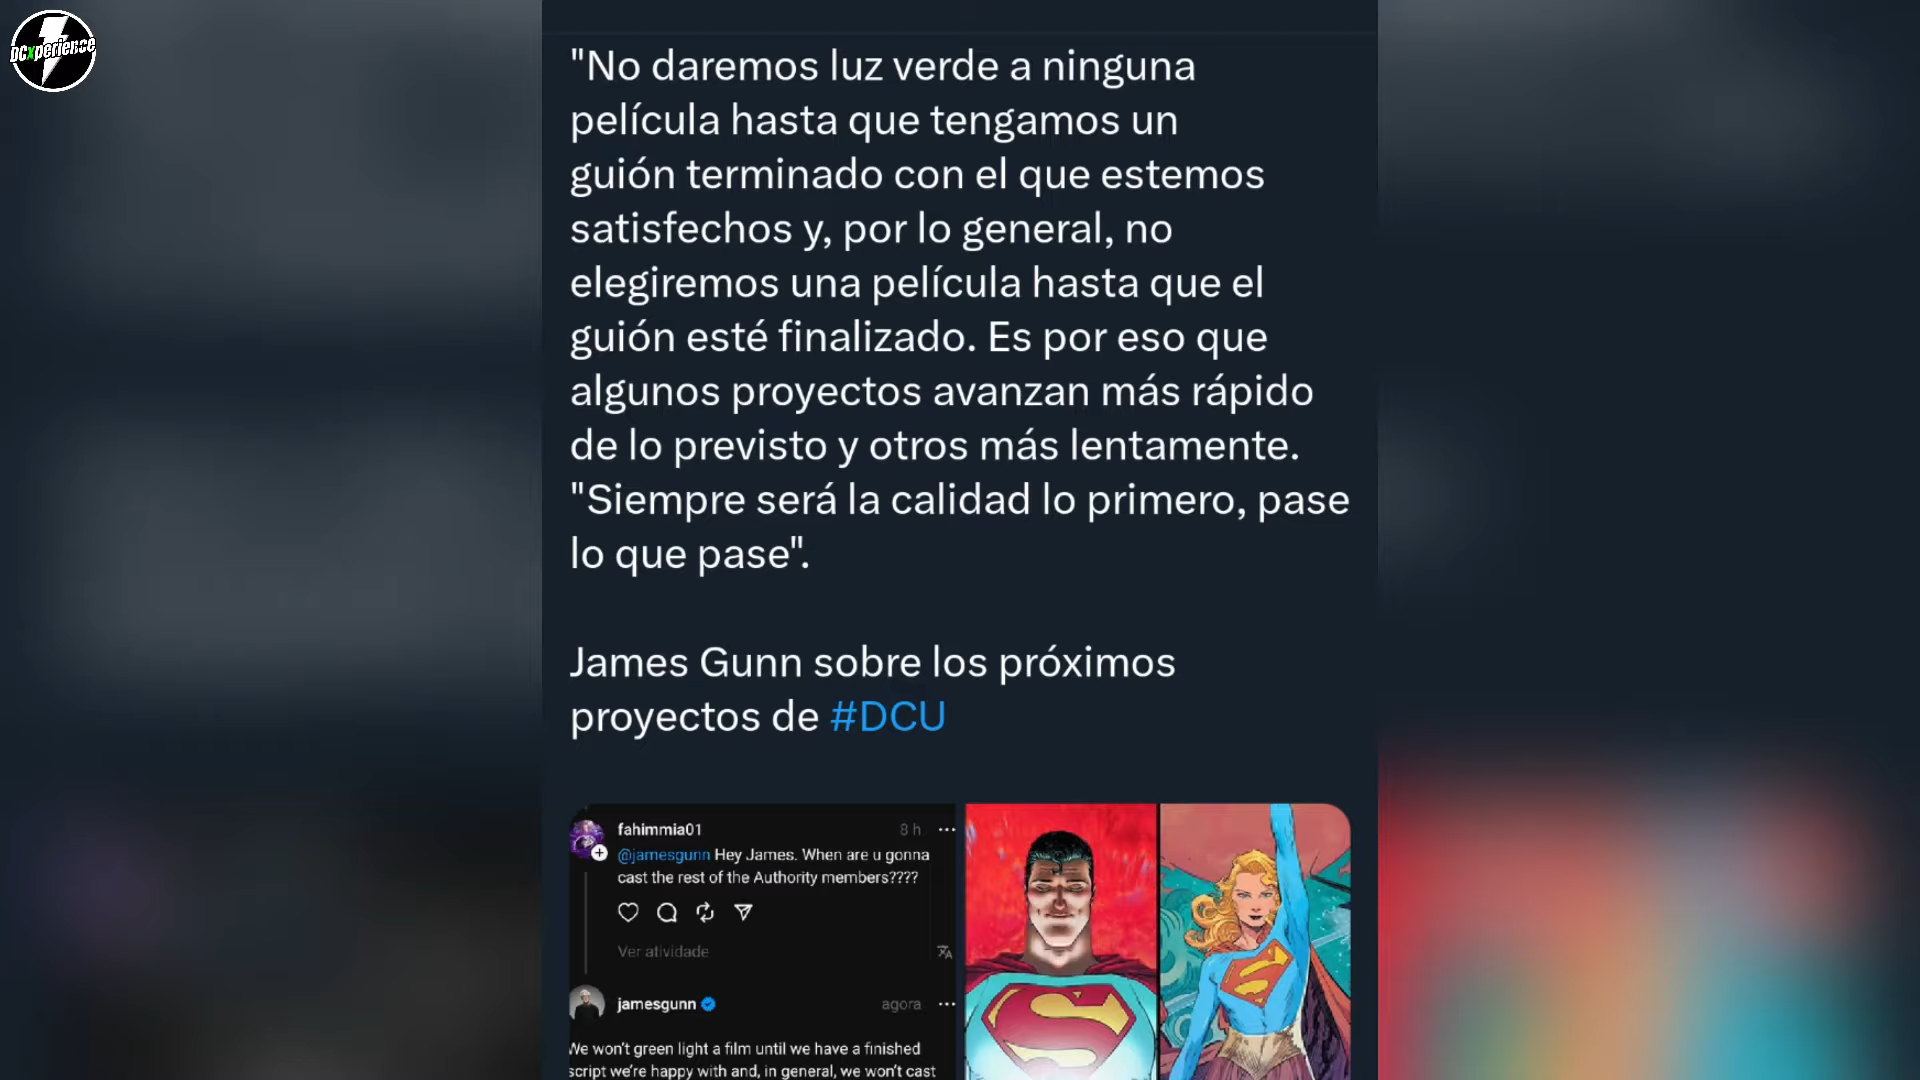 DCxperience
"No daremos luz verde a ninguna
película hasta que tengamos un
guión terminado con el que estemos
satisfechos y, por lo general, no
elegiremos una película hasta que el
guión esté finalizado. Es por eso que
algunos proyectos avanzan más rápido
de lo previsto y otros más lentamente.
"Siempre será la calidad lo primero, pase
lo que pase".
James Gunn sobre los próximos
proyectos de #DCU
fahimmia01 8 h
@jamesgunn Hey James. When are u gonna
cast the rest of the Authority members????
Ver atividade
jamesgunn agora
We won't green light a film until we have a finished
script we're happy with and, in general, we won't cast